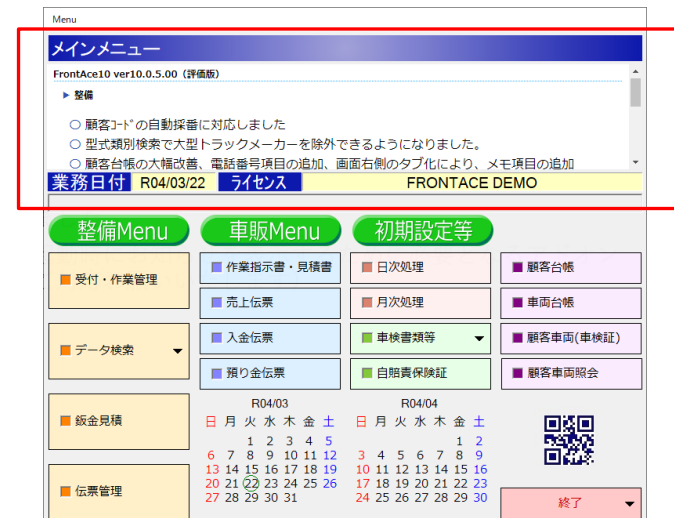 Menu
メインメニュー
FrontAce10 ver10.0.5.00（評価版）
▶ 整備
○ 顧客ｺｰﾄﾞの自動採番に対応しました
○ 型式類別検索で大型トラックメーカーを除外できるようになりました。
○ 顧客台帳の大幅改善、電話番号項目の追加、画面右側のタブ化により、メモ項目の追加
業務日付 R04/03/22 ライセンス FRONTACE DEMO
整備Menu 車販Menu 初期設定等
受付・作業管理 作業指示書・見積書 日次処理 顧客台帳
売上伝票 月次処理 車両台帳
データ検索 入金伝票 車検書類等 顧客車両(車検証)
預り金伝票 自賠責保険証 顧客車両照会
鈑金見積 R04/03 R04/04
日 月 火 水 木 金 土 日 月 火 水 木 金 土
1 2 3 4 5 1 2
6 7 8 9 10 11 12 3 4 5 6 7 8 9
13 14 15 16 17 18 19 10 11 12 13 14 15 16
伝票管理 20 21 22 23 24 25 26 17 18 19 20 21 22 23
27 28 29 30 31 24 25 26 27 28 29 30
終了